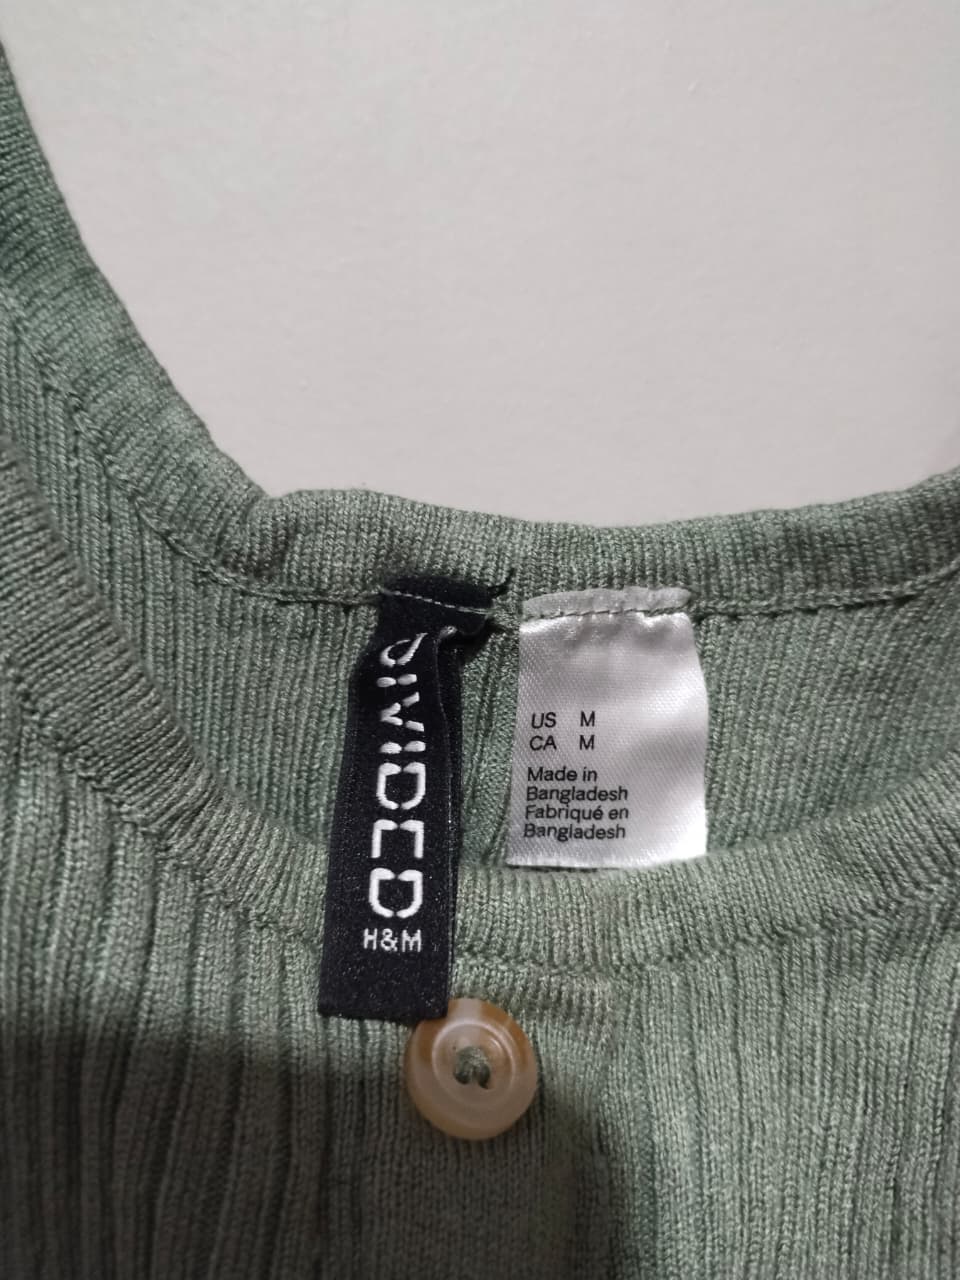 DIVIDED
H&M
US M
CA M
Made in
Bangladesh
Fabriqué en
Bangladesh